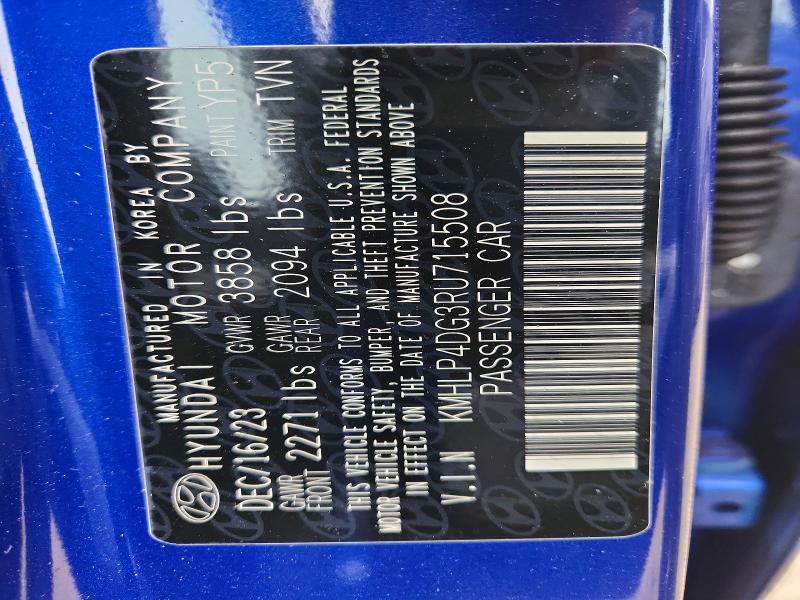 MANUFACTURED IN KOREA BY
HYUNDAI MOTOR COMPANY
DEC/16/23 GVWR 3858 lbs PAINT YP5
GAWR FRONT 2271 lbs GAWR REAR 2094 lbs TRIM TVN
THIS VEHICLE CONFORMS TO ALL APPLICABLE U.S.A. FEDERAL
MOTOR VEHICLE SAFETY, BUMPER, AND THEFT PREVENTION STANDARDS
IN EFFECT ON THE DATE OF MANUFACTURE SHOWN ABOVE
V.I.N KMHLP4DG3RU715508
PASSENGER CAR